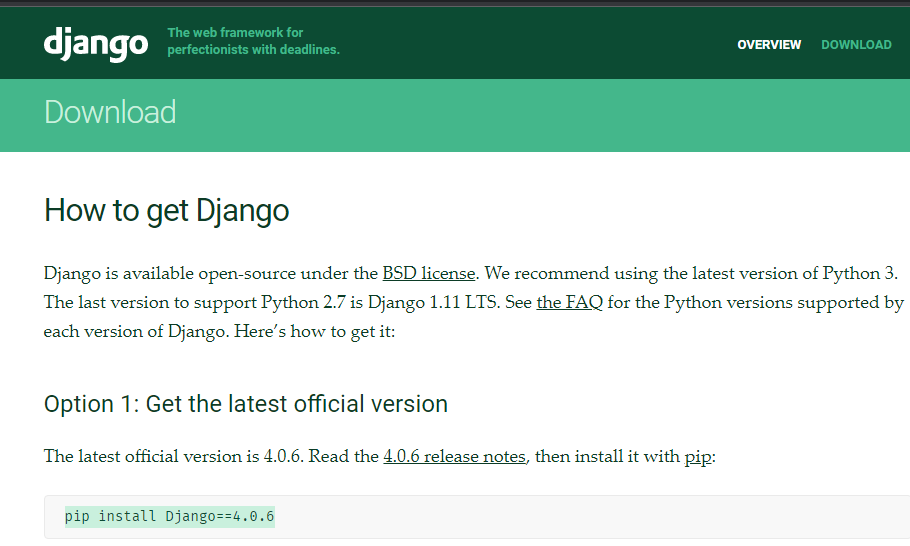 django
The web framework for
perfectionists with deadlines.
OVERVIEW DOWNLOAD
Download
How to get Django
Django is available open-source under the BSD license. We recommend using the latest version of Python 3.
The last version to support Python 2.7 is Django 1.11 LTS. See the FAQ for the Python versions supported by
each version of Django. Here’s how to get it:
Option 1: Get the latest official version
The latest official version is 4.0.6. Read the 4.0.6 release notes, then install it with pip:
pip install Django==4.0.6